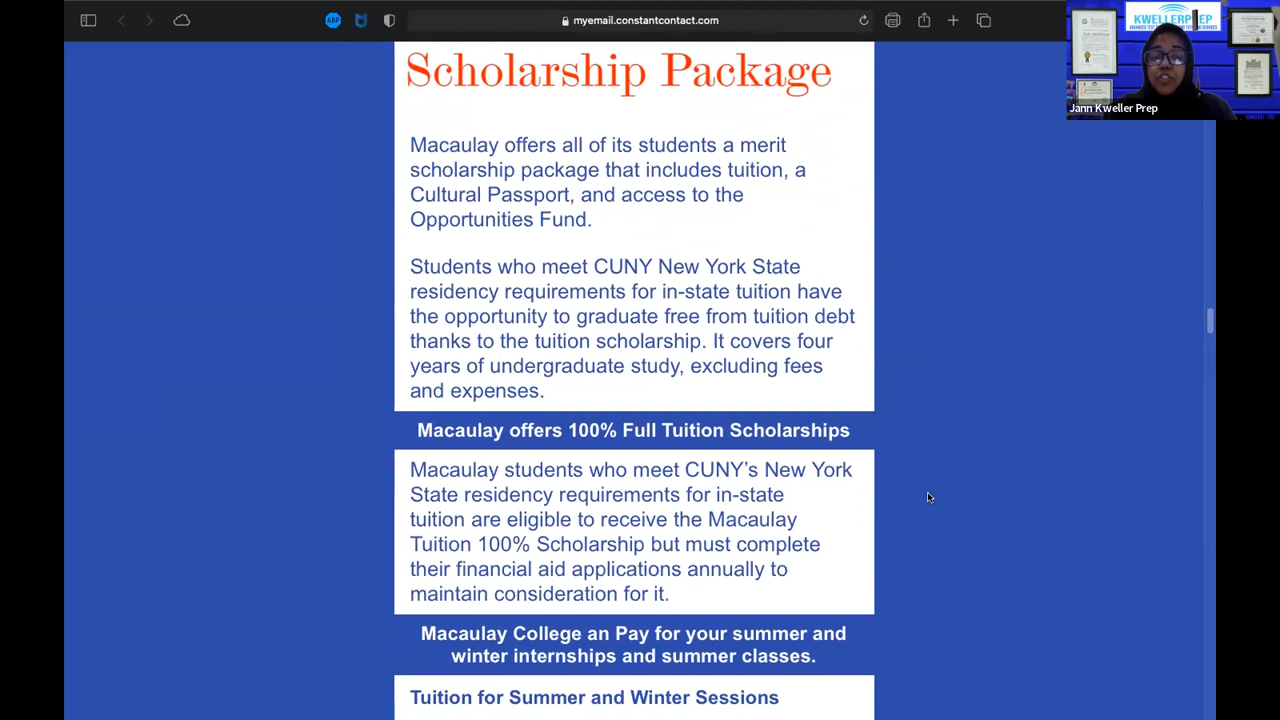 myemail.constantcontact.com
ABP
KWELLERPREP
Jann Kweller Prep
Scholarship Package
Macaulay offers all of its students a merit
scholarship package that includes tuition, a
Cultural Passport, and access to the
Opportunities Fund.
Students who meet CUNY New York State
residency requirements for in-state tuition have
the opportunity to graduate free from tuition debt
thanks to the tuition scholarship. It covers four
years of undergraduate study, excluding fees
and expenses.
Macaulay offers 100% Full Tuition Scholarships
Macaulay students who meet CUNY’s New York
State residency requirements for in-state
tuition are eligible to receive the Macaulay
Tuition 100% Scholarship but must complete
their financial aid applications annually to
maintain consideration for it.
Macaulay College an Pay for your summer and
winter internships and summer classes.
Tuition for Summer and Winter Sessions